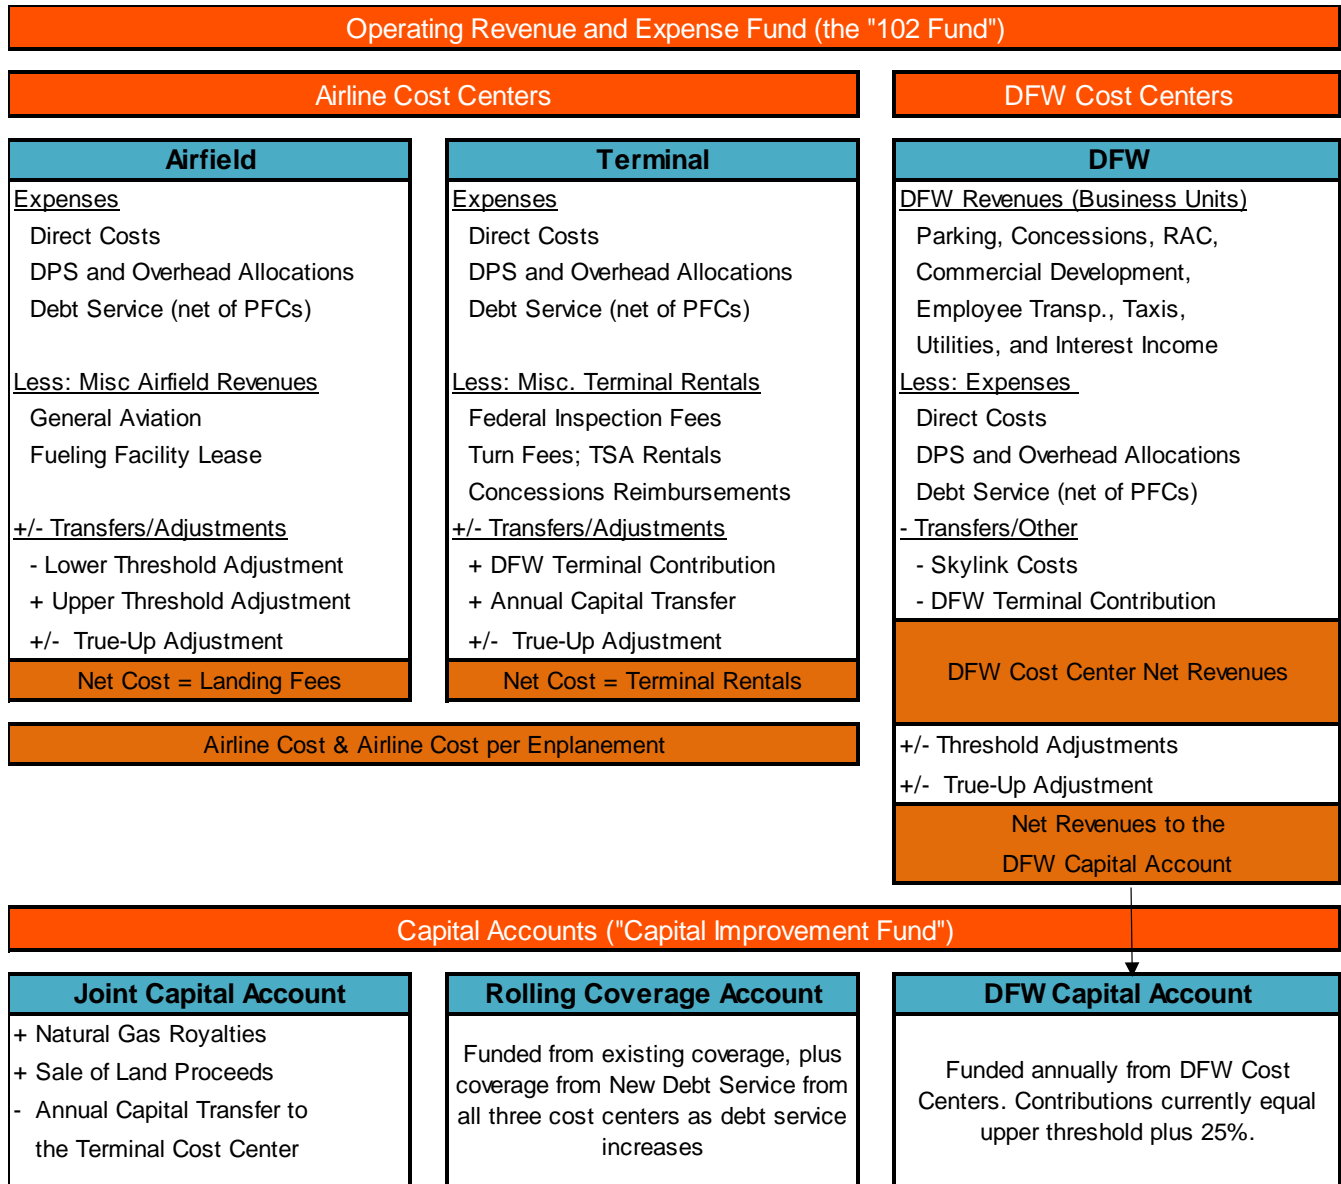 Operating Revenue and Expense Fund (the "102 Fund")
Airline Cost Centers
DFW Cost Centers
Airfield
Expenses
Direct Costs
DPS and Overhead Allocations
Debt Service (net of PFCs)
Less: Misc Airfield Revenues
General Aviation
Fueling Facility Lease
+/- Transfers/Adjustments
- Lower Threshold Adjustment
+ Upper Threshold Adjustment
+/- True-Up Adjustment
Net Cost = Landing Fees
Terminal
Expenses
Direct Costs
DPS and Overhead Allocations
Debt Service (net of PFCs)
Less: Misc. Terminal Rentals
Federal Inspection Fees
Turn Fees; TSA Rentals
Concessions Reimbursements
+/- Transfers/Adjustments
+ DFW Terminal Contribution
+ Annual Capital Transfer
+/- True-Up Adjustment
Net Cost = Terminal Rentals
Airline Cost & Airline Cost per Enplanement
DFW
DFW Revenues (Business Units)
Parking, Concessions, RAC,
Commercial Development,
Employee Transp., Taxis,
Utilities, and Interest Income
Less: Expenses
Direct Costs
DPS and Overhead Allocations
Debt Service (net of PFCs)
- Transfers/Other
- Skylink Costs
- DFW Terminal Contribution
DFW Cost Center Net Revenues
+/- Threshold Adjustments
+/- True-Up Adjustment
Net Revenues to the
DFW Capital Account
Capital Accounts ("Capital Improvement Fund")
Joint Capital Account
+ Natural Gas Royalties
+ Sale of Land Proceeds
- Annual Capital Transfer to
the Terminal Cost Center
Rolling Coverage Account
Funded from existing coverage, plus
coverage from New Debt Service from
all three cost centers as debt service
increases
DFW Capital Account
Funded annually from DFW Cost
Centers. Contributions currently equal
upper threshold plus 25%.